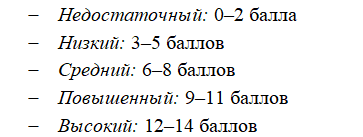 – Недостаточный: 0–2 балла
– Низкий: 3–5 баллов
– Средний: 6–8 баллов
– Повышенный: 9–11 баллов
– Высокий: 12–14 баллов